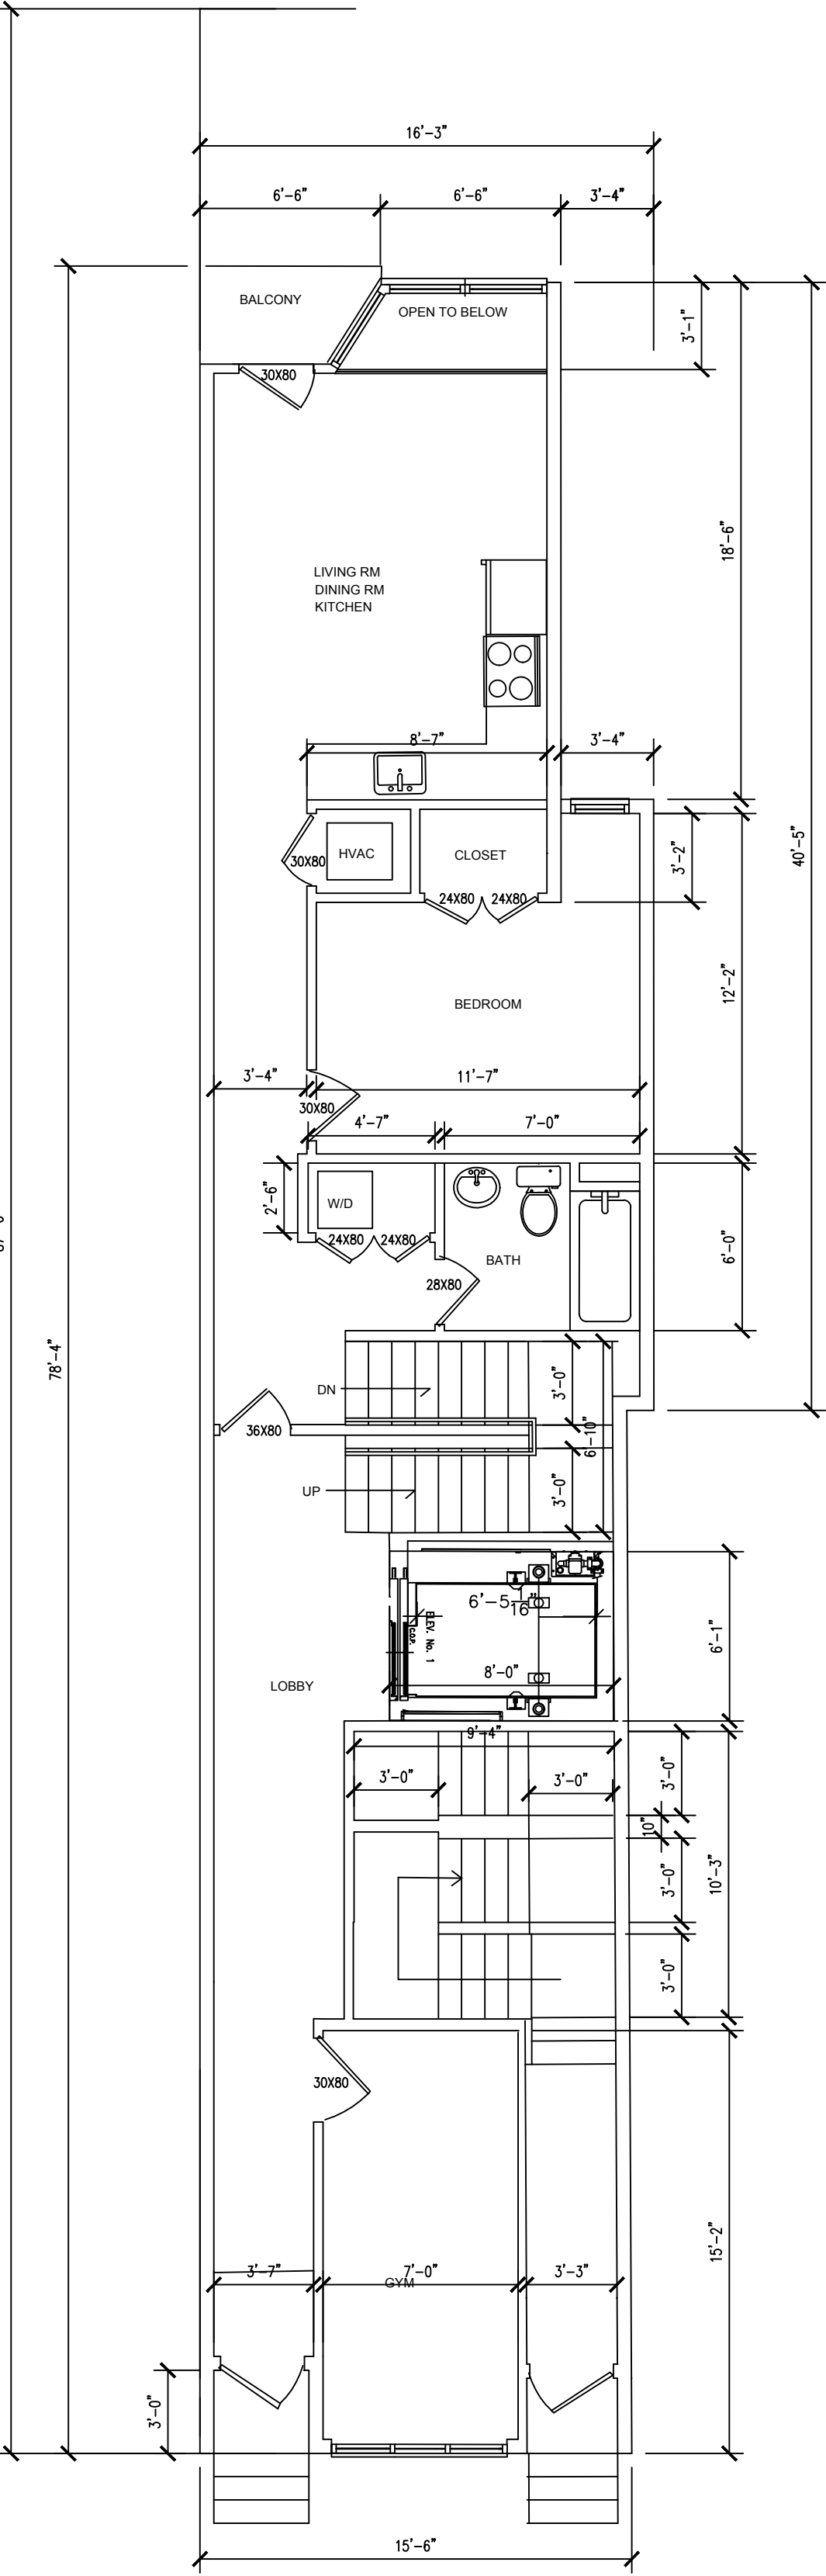 16'-3"
6'-6"
6'-6"
3'-4"
BALCONY
OPEN TO BELOW
3'-1"
30X80
18'-6"
LIVING RM
DINING RM
KITCHEN
8'-7"
3'-4"
40'-5"
HVAC
CLOSET
30X80
3'-2"
24X80
24X80
12'-2"
BEDROOM
3'-4"
11'-7"
30X80
4'-7"
7'-0"
2'-6"
W/D
24X80
24X80
BATH
6'-0"
28X80
78'-4"
DN
3'-0"
36X80
6'-10"
UP
3'-0"
6'-5 1/16"
ELEV. No. 1
C.O.P.
6'-1"
8'-0"
LOBBY
9'-4"
3'-0"
3'-0"
3'-0"
10"
3'-0"
10'-3"
3'-0"
30X80
15'-2"
3'-7"
7'-0"
3'-3"
GYM
3'-0"
15'-6"